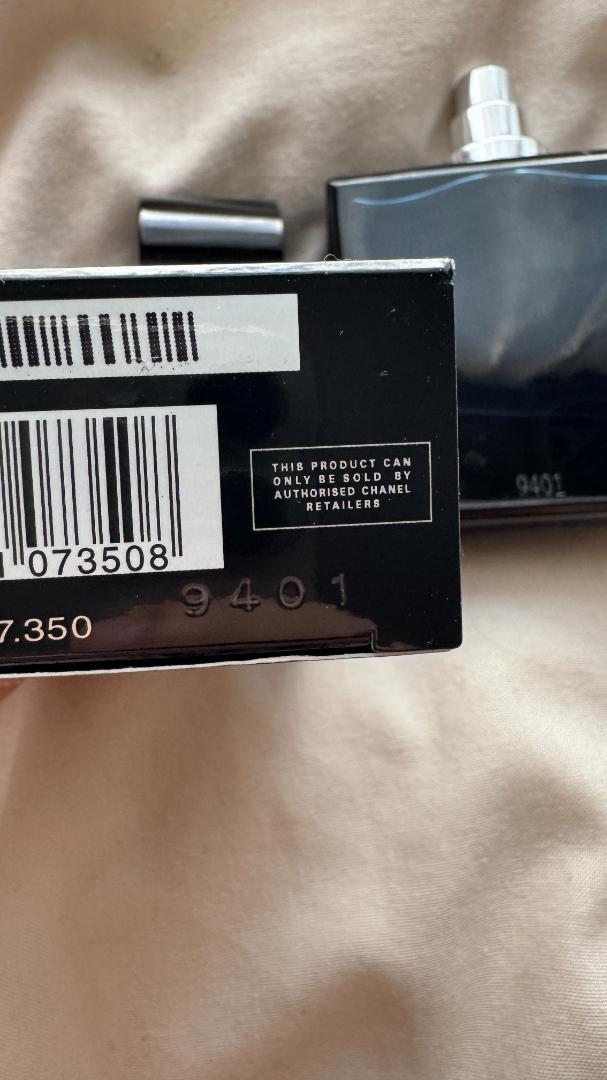 THIS PRODUCT CAN
ONLY BE SOLD BY
AUTHORISED CHANEL
RETAILERS
073508
9401
7.350
9401